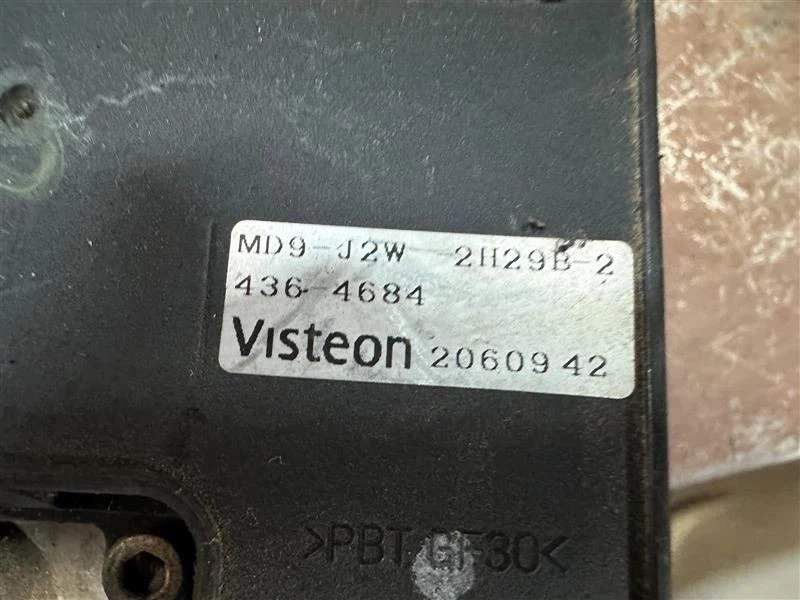 MD9-J2W 2H29B-2
436-4684
Visteon 2060942
>PBT GF30<